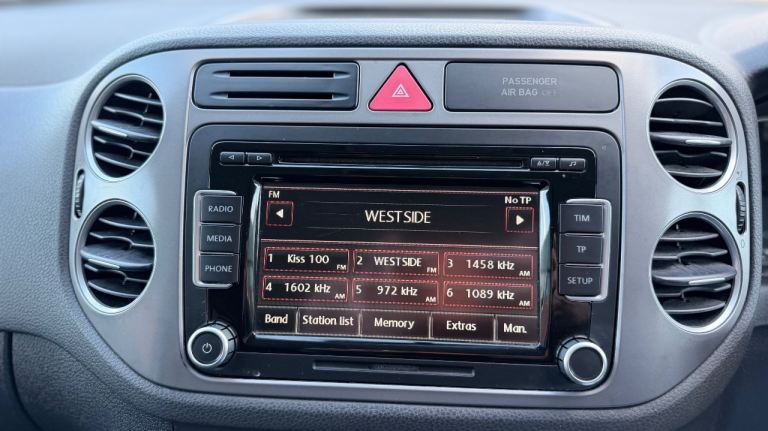 PASSENGER
AIR BAG OFF
FM
No TP
WESTSIDE
RADIO
MEDIA
PHONE
TIM
TP
SETUP
1 Kiss 100 FM
2 WESTSIDE FM
3 1458 kHz AM
4 1602 kHz AM
5 972 kHz AM
6 1089 kHz AM
Band
Station list
Memory
Extras
Man.